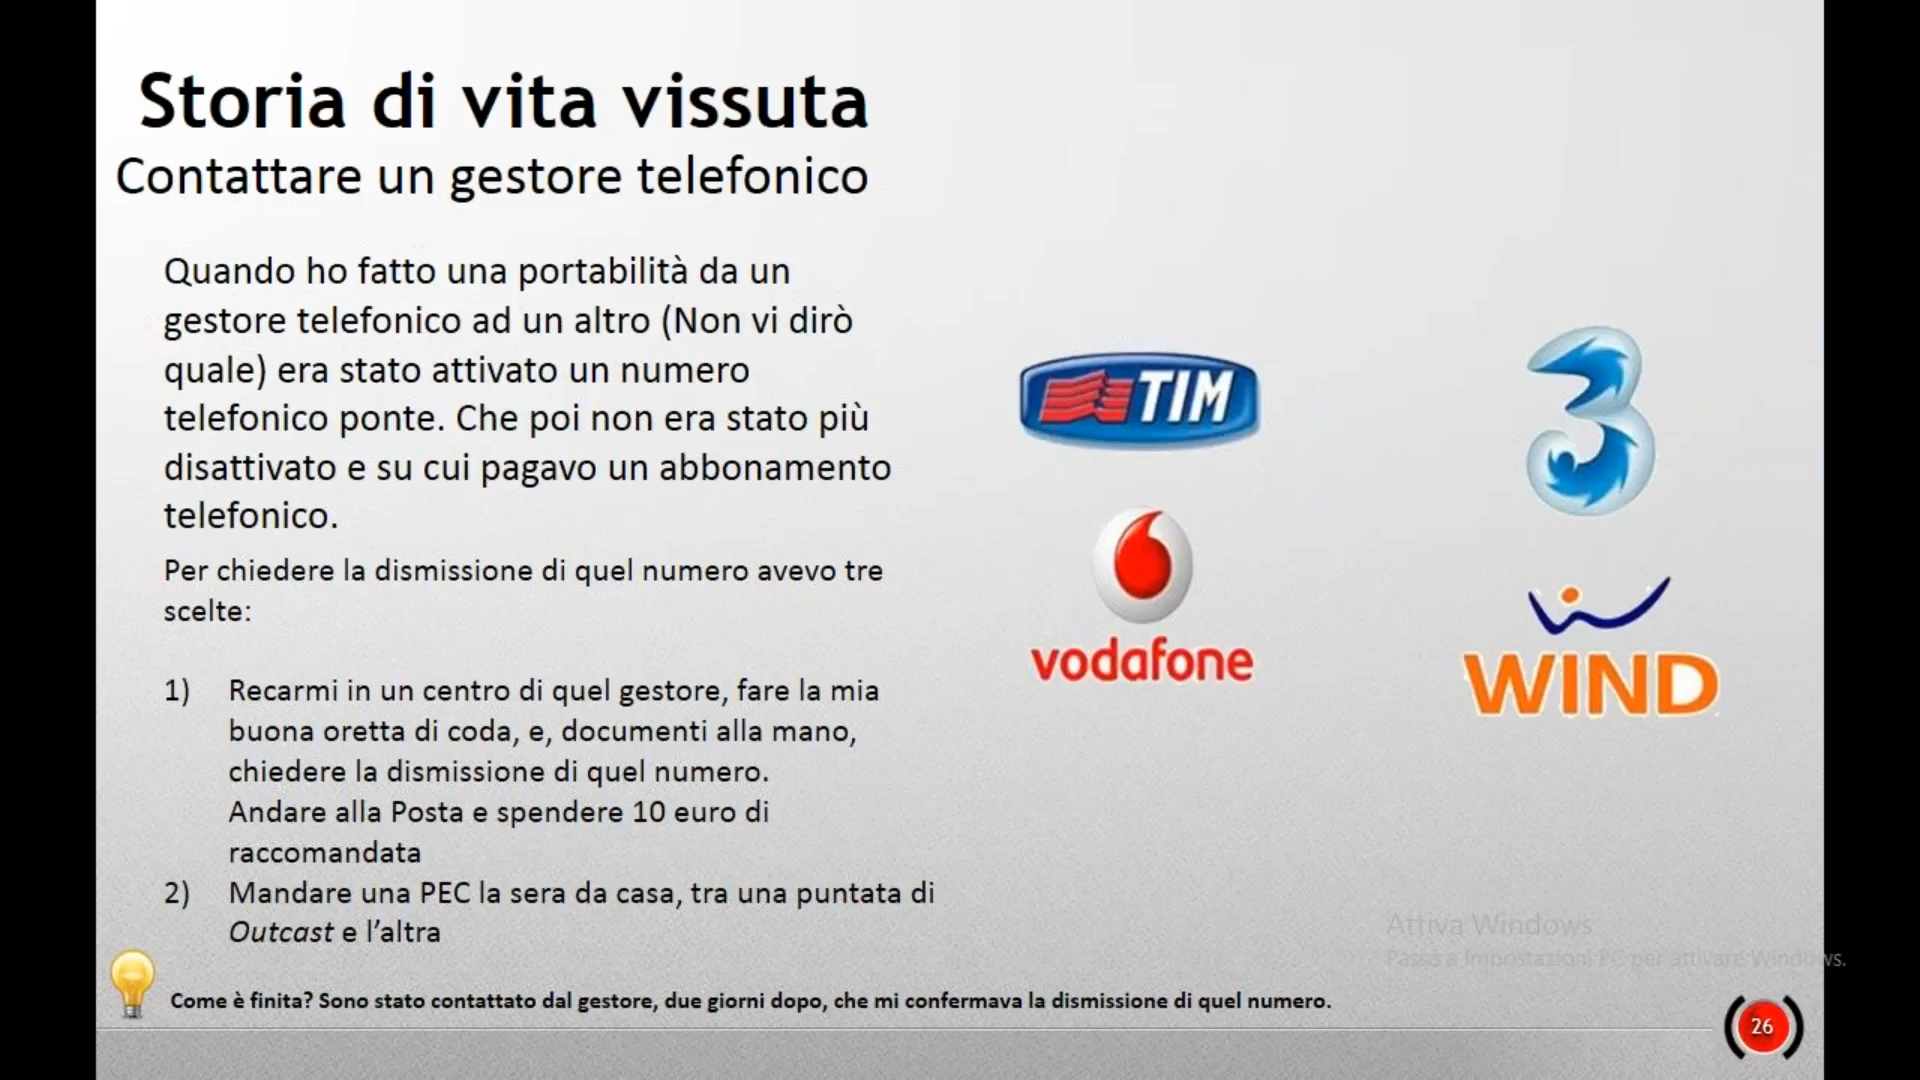 Storia di vita vissuta
Contattare un gestore telefonico
Quando ho fatto una portabilità da un
gestore telefonico ad un altro (Non vi dirò
quale) era stato attivato un numero
telefonico ponte. Che poi non era stato più
disattivato e su cui pagavo un abbonamento
telefonico.
Per chiedere la dismissione di quel numero avevo tre
scelte:
1) Recarmi in un centro di quel gestore, fare la mia
buona oretta di coda, e, documenti alla mano,
chiedere la dismissione di quel numero.
Andare alla Posta e spendere 10 euro di
raccomandata
2) Mandare una PEC la sera da casa, tra una puntata di
Outcast e l'altra
Come è finita? Sono stato contattato dal gestore, due giorni dopo, che mi confermava la dismissione di quel numero.
TIM
3
vodafone
WIND
Attiva Windows
Passa a Impostazioni PC per attivare Windows.
26